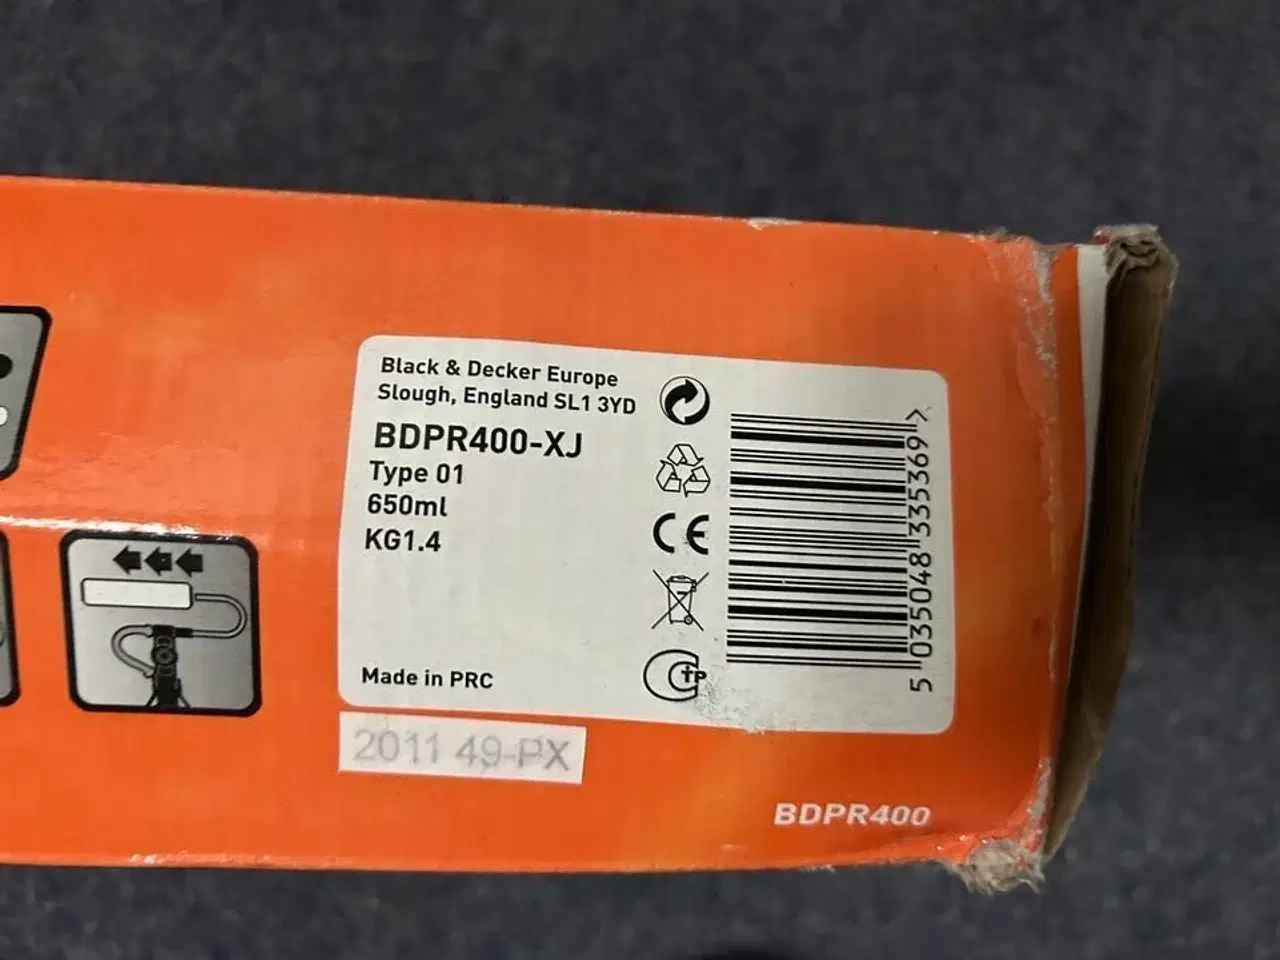 Black & Decker Europe
Slough, England SL1 3YD
BDPR400-XJ
Type 01
650ml
KG1.4
Made in PRC
CE
5 035048 335369 >
2011 49-PX
BDPR400